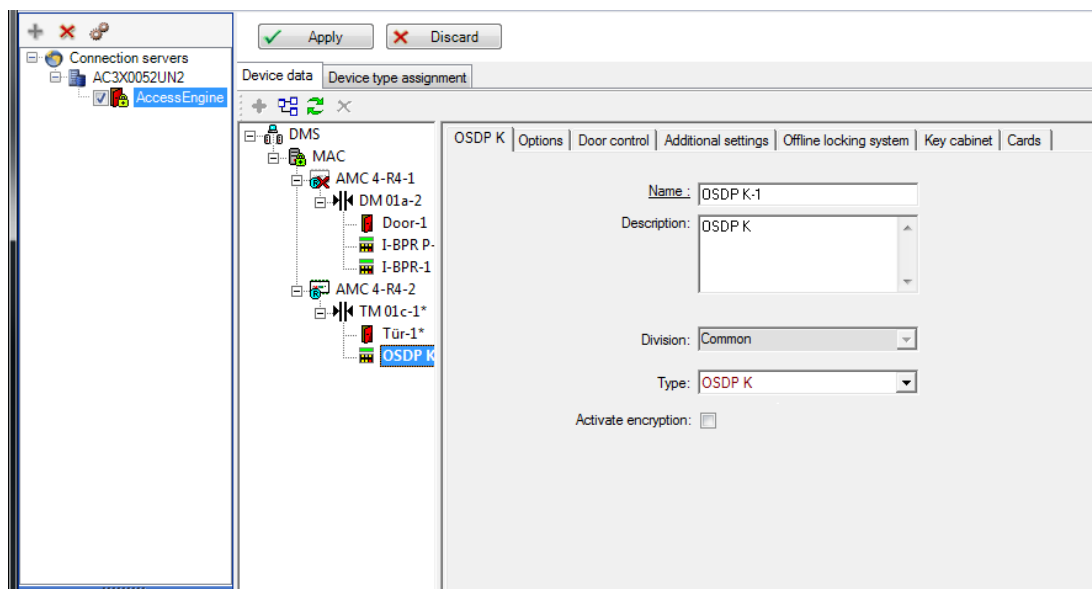 Apply
Discard
Connection servers
AC3X0052UN2
AccessEngine
Device data
Device type assignment
DMS
MAC
AMC 4-R4-1
DM 01a-2
Door-1
I-BPR P-
I-BPR-1
AMC 4-R4-2
TM 01c-1*
Tür-1*
OSDP K
OSDP K
Options
Door control
Additional settings
Offline locking system
Key cabinet
Cards
Name :
OSDP K-1
Description:
OSDP K
Division:
Common
Type:
OSDP K
Activate encryption: